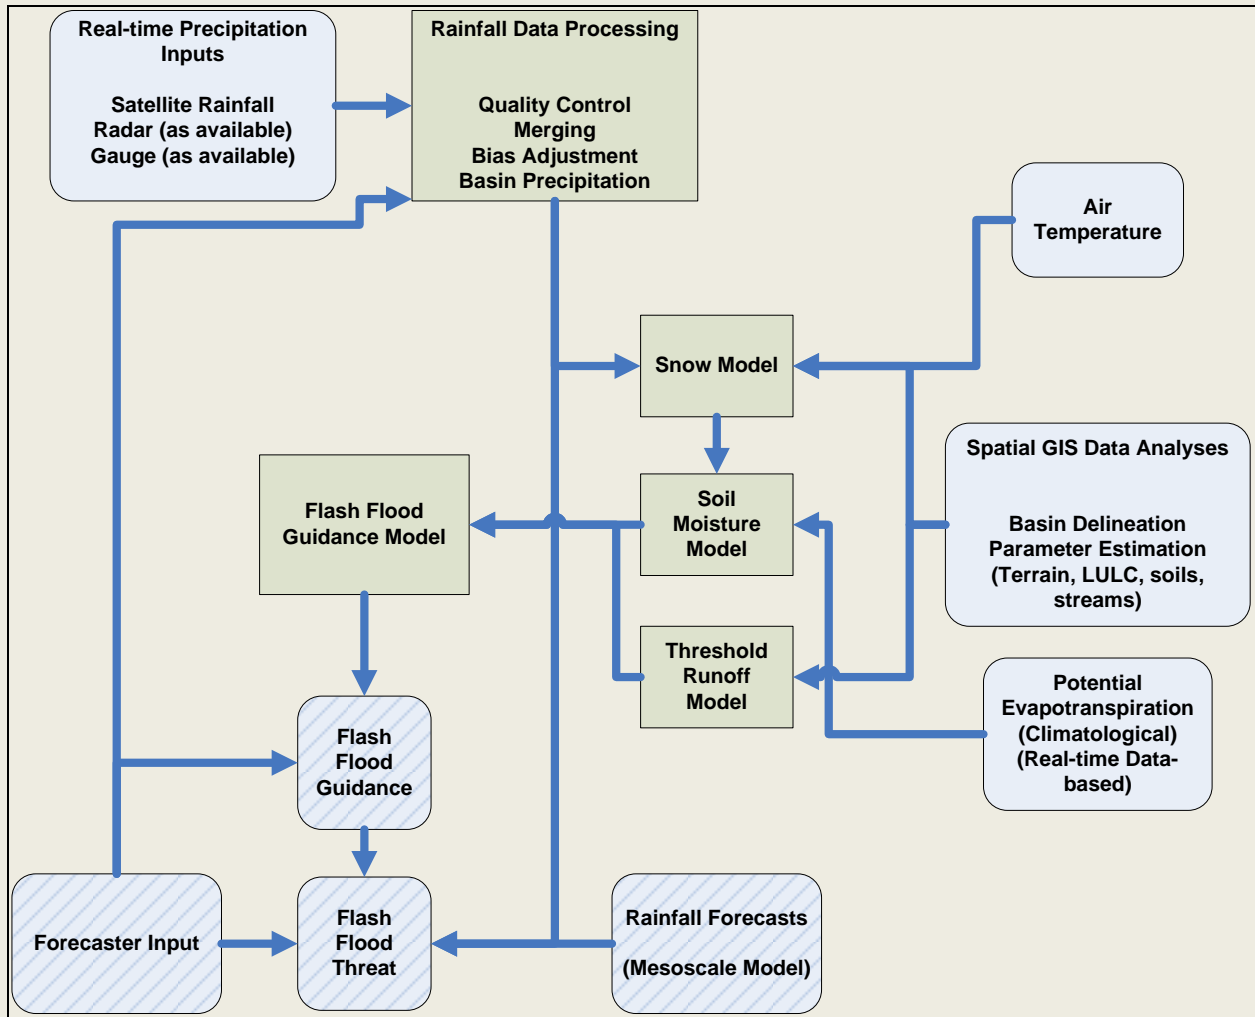 Real-time Precipitation
Inputs
Satellite Rainfall
Radar (as available)
Gauge (as available)
Rainfall Data Processing
Quality Control
Merging
Bias Adjustment
Basin Precipitation
Air
Temperature
Snow Model
Spatial GIS Data Analyses
Basin Delineation
Parameter Estimation
(Terrain, LULC, soils,
streams)
Flash Flood
Guidance Model
Soil
Moisture
Model
Threshold
Runoff
Model
Potential
Evapotranspiration
(Climatological)
(Real-time Data-
based)
Flash
Flood
Guidance
Forecaster Input
Flash
Flood
Threat
Rainfall Forecasts
(Mesoscale Model)